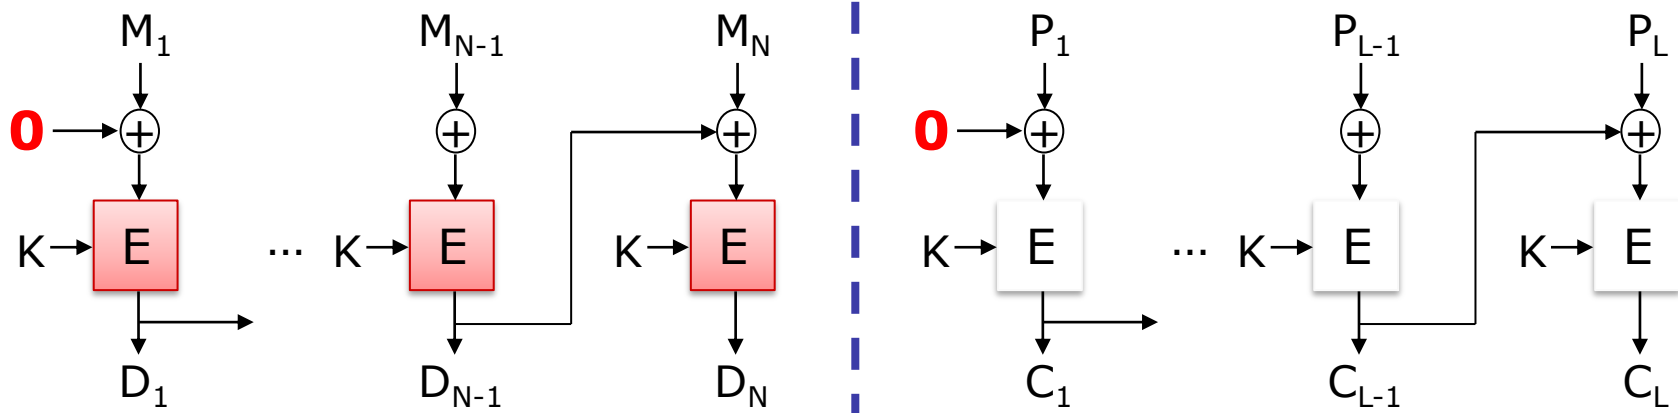 M1 MN-1 MN P1 PL-1 PL
0 + + + 0 + + +
K E ... K E K E K E ... K E K E
D1 DN-1 DN C1 CL-1 CL